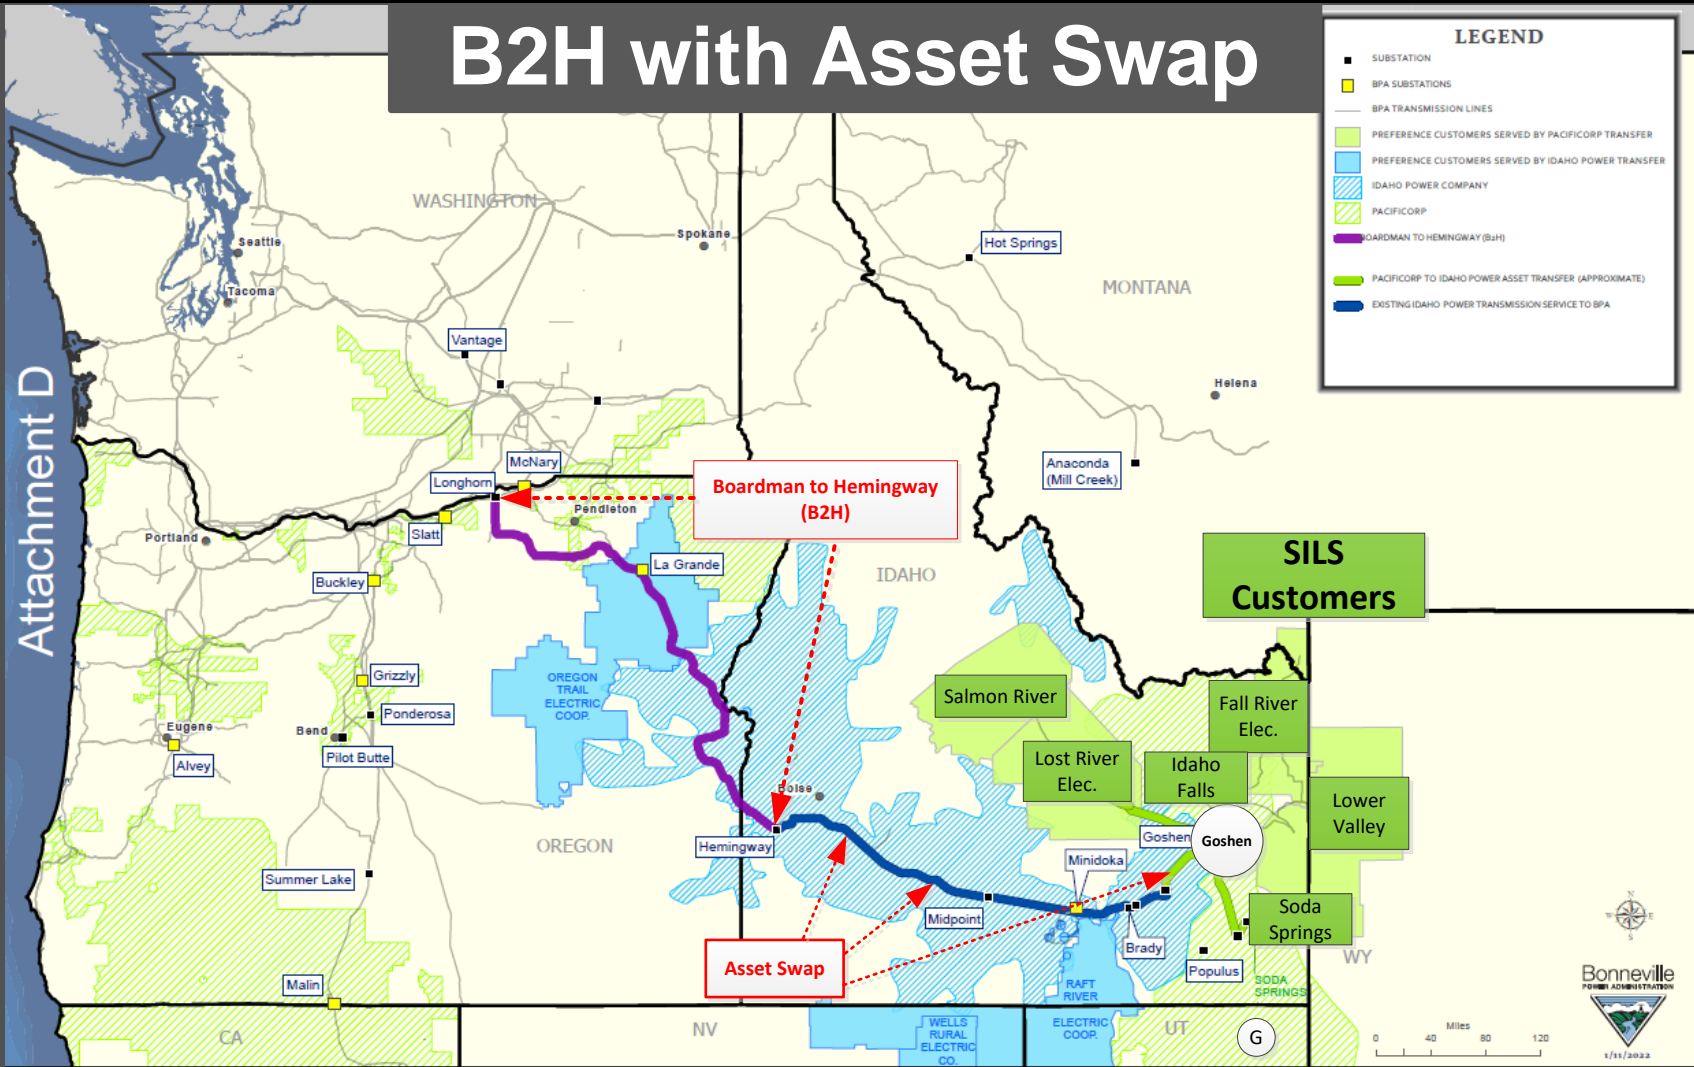 B2H with Asset Swap
Attachment D
LEGEND
SUBSTATION
BPA SUBSTATIONS
BPA TRANSMISSION LINES
PREFERENCE CUSTOMERS SERVED BY PACIFICORP TRANSFER
PREFERENCE CUSTOMERS SERVED BY IDAHO POWER TRANSFER
IDAHO POWER COMPANY
PACIFICORP
BOARDMAN TO HEMINGWAY (B2H)
PACIFICORP TO IDAHO POWER ASSET TRANSFER (APPROXIMATE)
EXISTING IDAHO POWER TRANSMISSION SERVICE TO BPA
WASHINGTON
Seattle
Tacoma
Spokane
Hot Springs
MONTANA
Vantage
Helena
McNary
Longhorn
Anaconda
(Mill Creek)
Boardman to Hemingway
(B2H)
Pendleton
Slatt
Portland
La Grande
Buckley
IDAHO
SILS
Customers
Grizzly
OREGON
TRAIL
ELECTRIC
COOP.
Salmon River
Fall River
Elec.
Ponderosa
Eugene
Bend
Alvey
Pilot Butte
Lost River
Elec.
Idaho
Falls
Boise
Lower
Valley
OREGON
Hemingway
Goshen
Goshen
Minidoka
Summer Lake
Midpoint
Brady
Soda
Springs
WY
Asset Swap
Populus
Malin
RAFT
RIVER
SODA
SPRINGS
CA
NV
WELLS
RURAL
ELECTRIC
CO.
ELECTRIC
COOP.
UT
G
Miles
0 40 80 120
N
W E
S
Bonneville
POWER ADMINISTRATION
1/11/2022